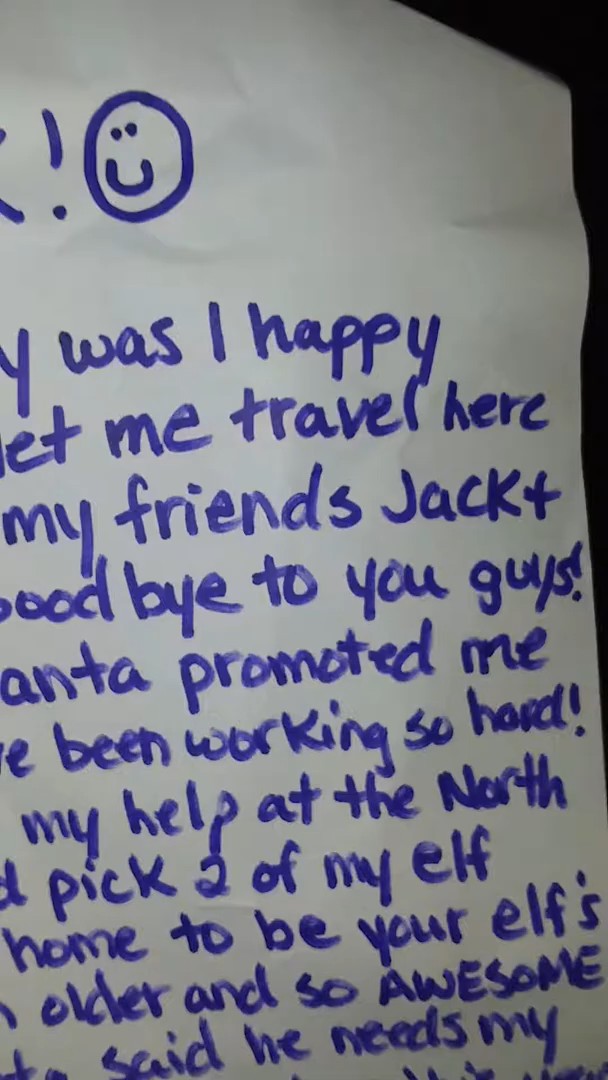 !
y was I happy
let me travel here
my friends Jack+
good bye to you guys!
anta promoted me
ve been working so hard!
my help at the North
d pick 2 of my elf
home to be your elf's
older and so AWESOME
said he needs my